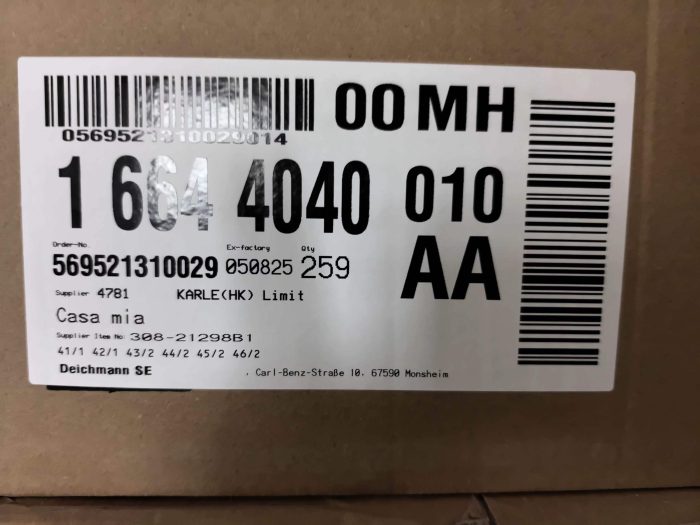 00 MH
0569521310029014
1 664 4040 010
AA
Order-No. Ex-factory Qty
569521310029 050825 259
Supplier 4781 KARLE(HK) Limit
Casa mia
Supplier Item No: 308-21298B1
41/1 42/1 43/2 44/2 45/2 46/2
Deichmann SE . Carl-Benz-Straße 10. 67590 Monsheim